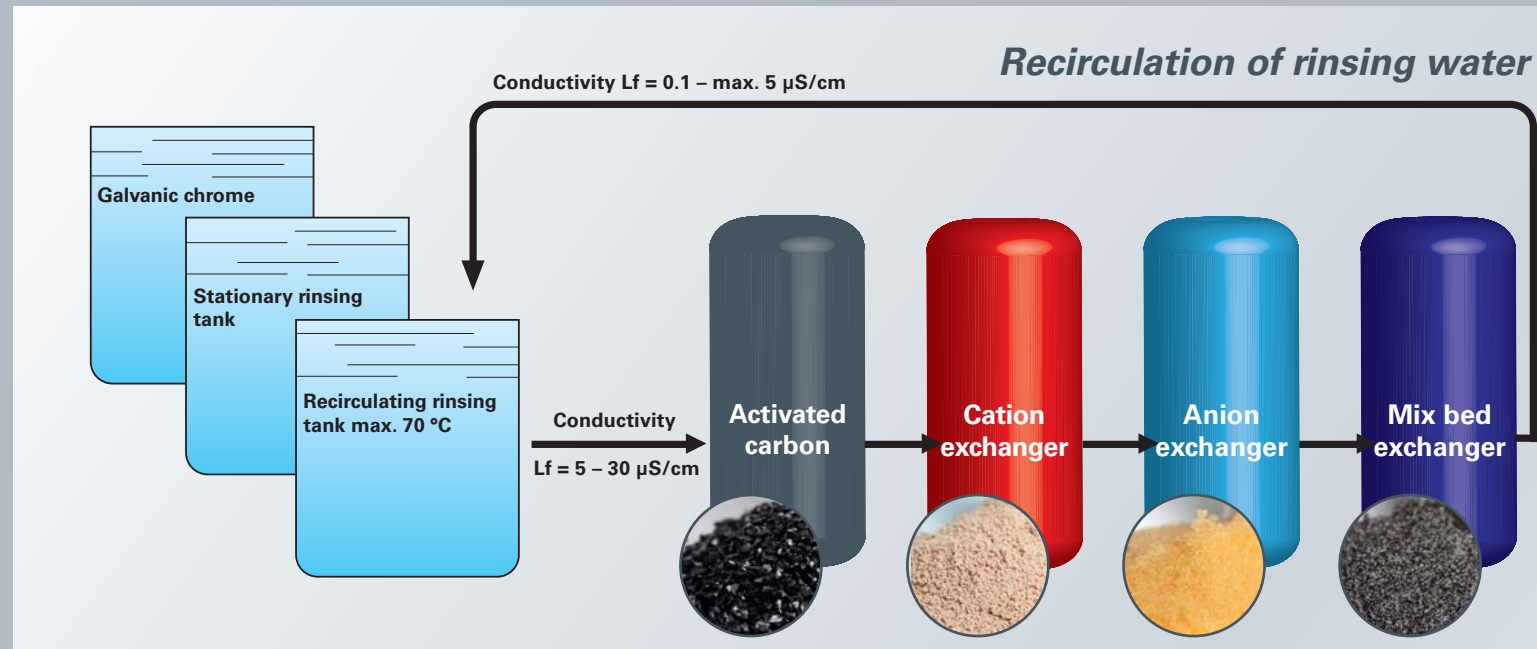 Recirculation of rinsing water
Conductivity Lf = 0.1 – max. 5 µS/cm
Galvanic chrome
Stationary rinsing
tank
Recirculating rinsing
tank max. 70 °C
Conductivity
Lf = 5 – 30 µS/cm
Activated
carbon
Cation
exchanger
Anion
exchanger
Mix bed
exchanger